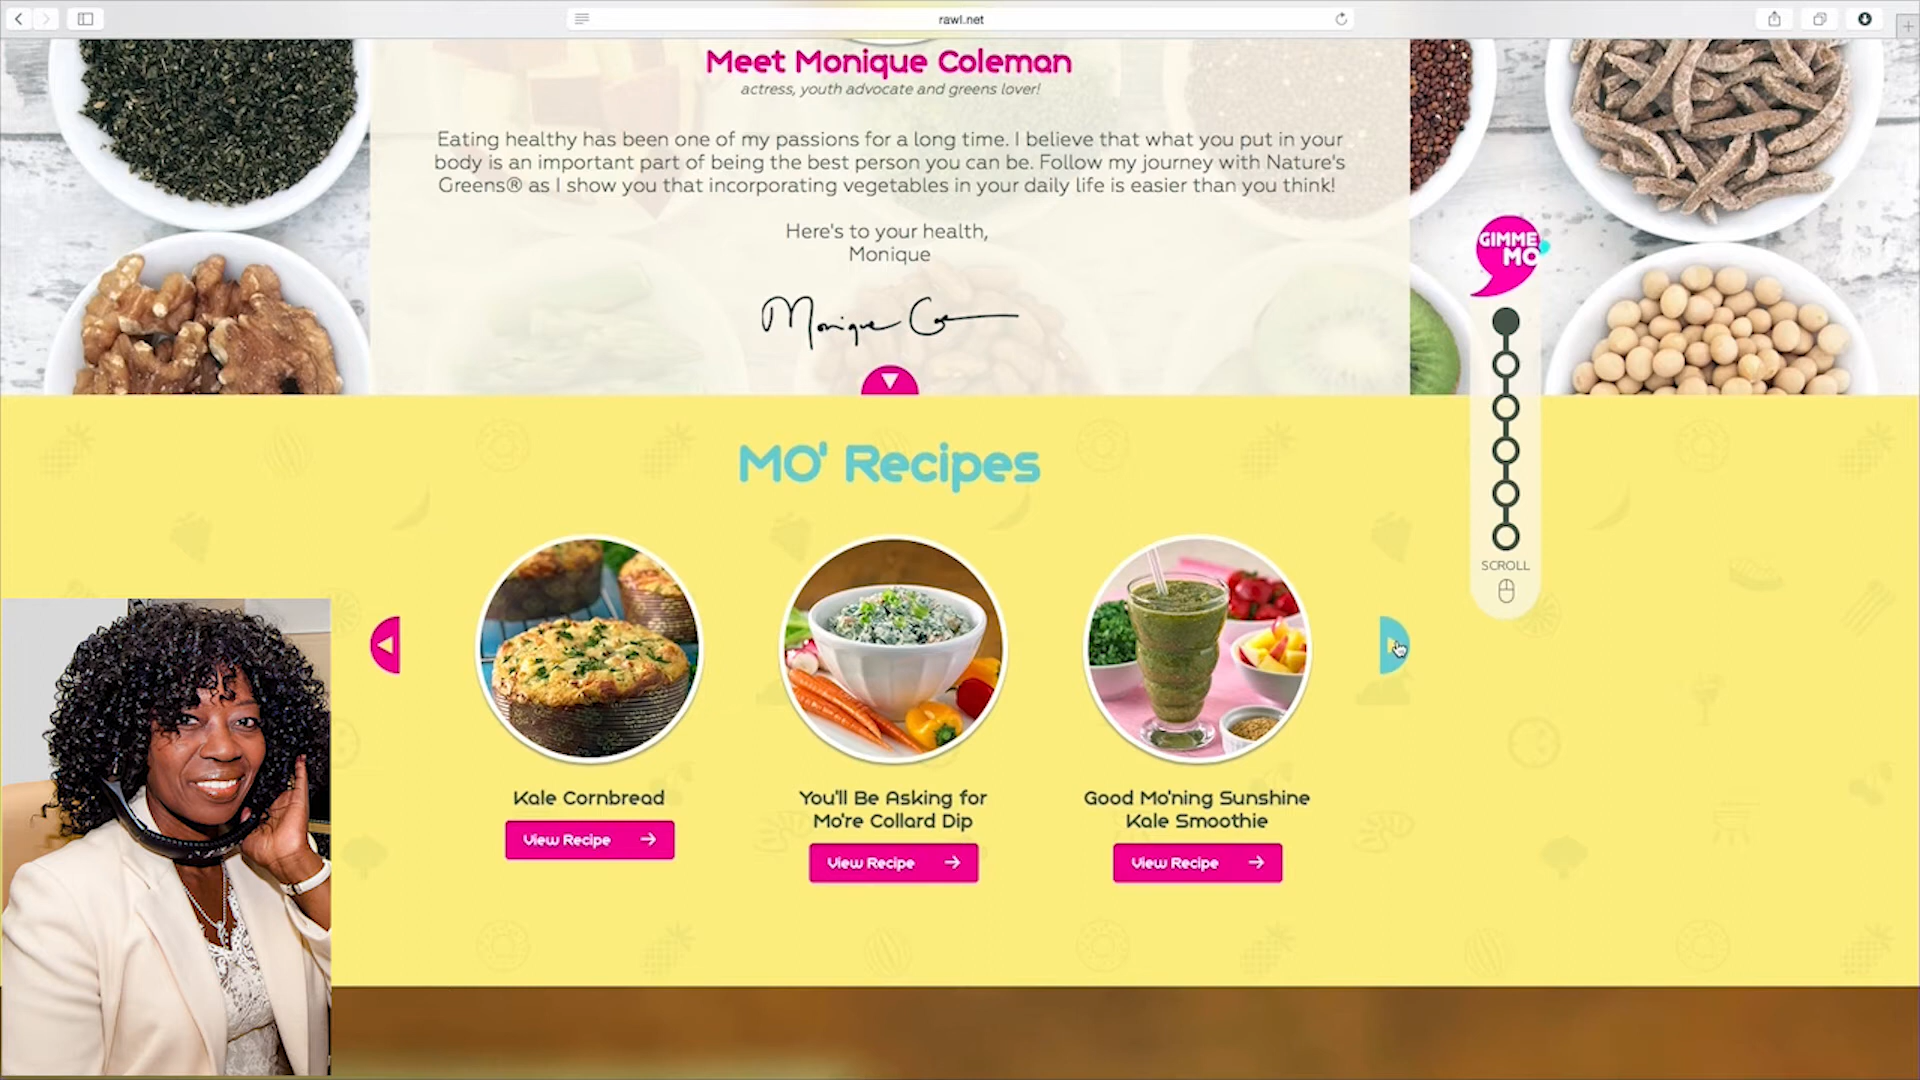 rawl.net
Meet Monique Coleman
actress, youth advocate and greens lover!
Eating healthy has been one of my passions for a long time. I believe that what you put in your
body is an important part of being the best person you can be. Follow my journey with Nature's
Greens® as I show you that incorporating vegetables in your daily life is easier than you think!
Here's to your health,
Monique
Monique Co
GIMME
MO'
SCROLL
MO' Recipes
Kale Cornbread
View Recipe →
You'll Be Asking for
Mo're Collard Dip
View Recipe →
Good Mo'ning Sunshine
Kale Smoothie
View Recipe →